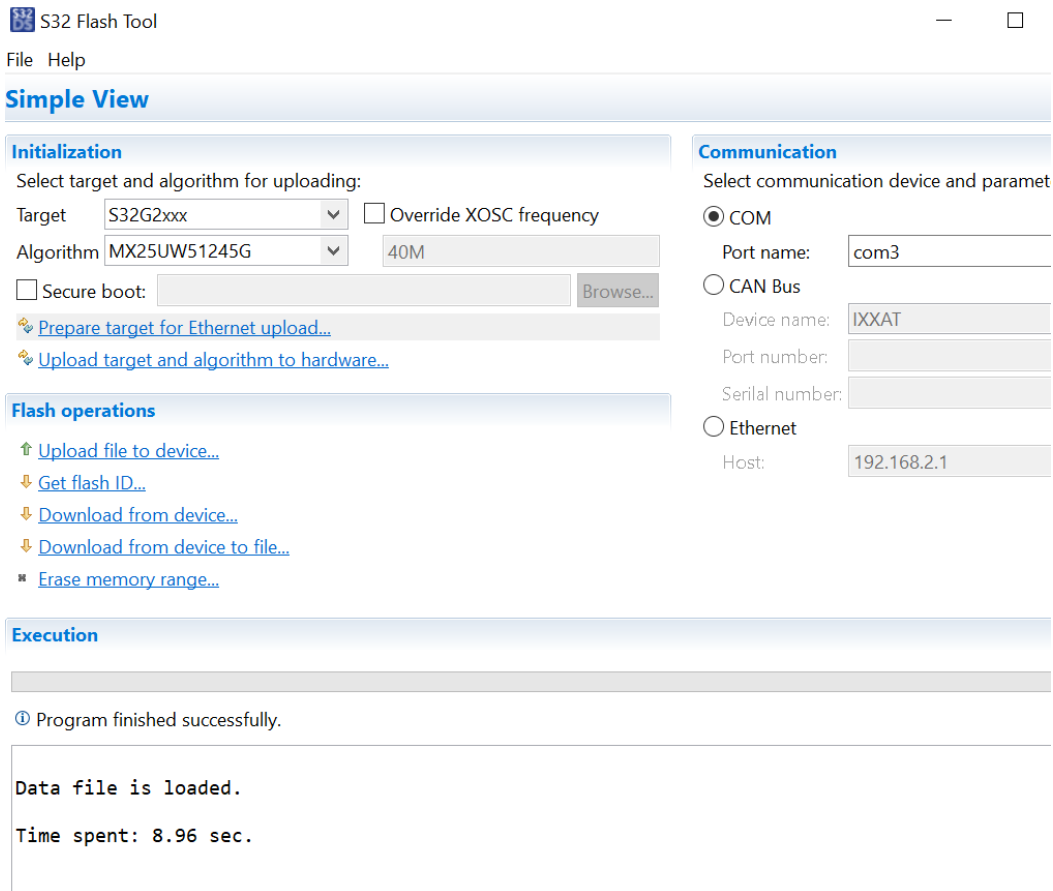 S32 DS S32 Flash Tool
File Help
Simple View
Initialization
Select target and algorithm for uploading:
Target S32G2xxx Override XOSC frequency
Algorithm MX25UW51245G 40M
Secure boot: Browse...
Prepare target for Ethernet upload...
Upload target and algorithm to hardware...
Flash operations
Upload file to device...
Get flash ID...
Download from device...
Download from device to file...
Erase memory range...
Communication
Select communication device and paramet
COM
Port name: com3
CAN Bus
Device name: IXXAT
Port number:
Serilal number:
Ethernet
Host: 192.168.2.1
Execution
Program finished successfully.
Data file is loaded.
Time spent: 8.96 sec.